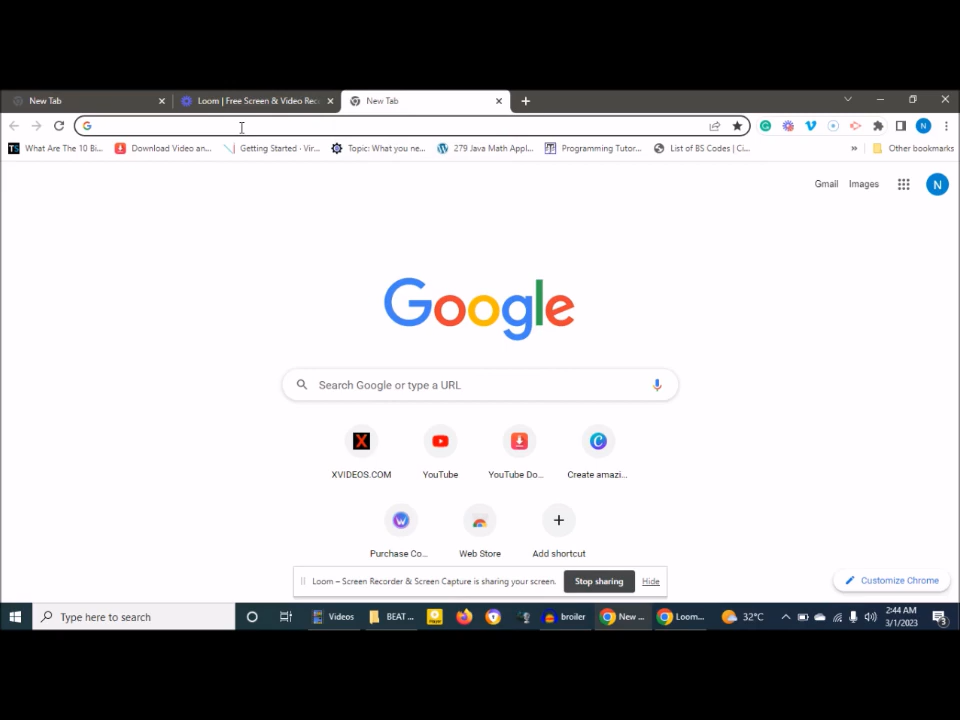 New Tab
Loom | Free Screen & Video Rec
New Tab
What Are The 10 Bi...
Download Video an...
Getting Started - Vir...
Topic: What you ne...
279 Java Math Appl...
Programming Tutor...
List of BS Codes | Ci...
Other bookmarks
Gmail
Images
N
Google
Search Google or type a URL
XVIDEOS.COM
YouTube
YouTube Do...
Create amazi...
Purchase Co...
Web Store
Add shortcut
Loom – Screen Recorder & Screen Capture is sharing your screen.
Stop sharing
Hide
Customize Chrome
Type here to search
Videos
BEAT ...
broiler
New ...
Loom...
32°C
2:44 AM
3/1/2023
3